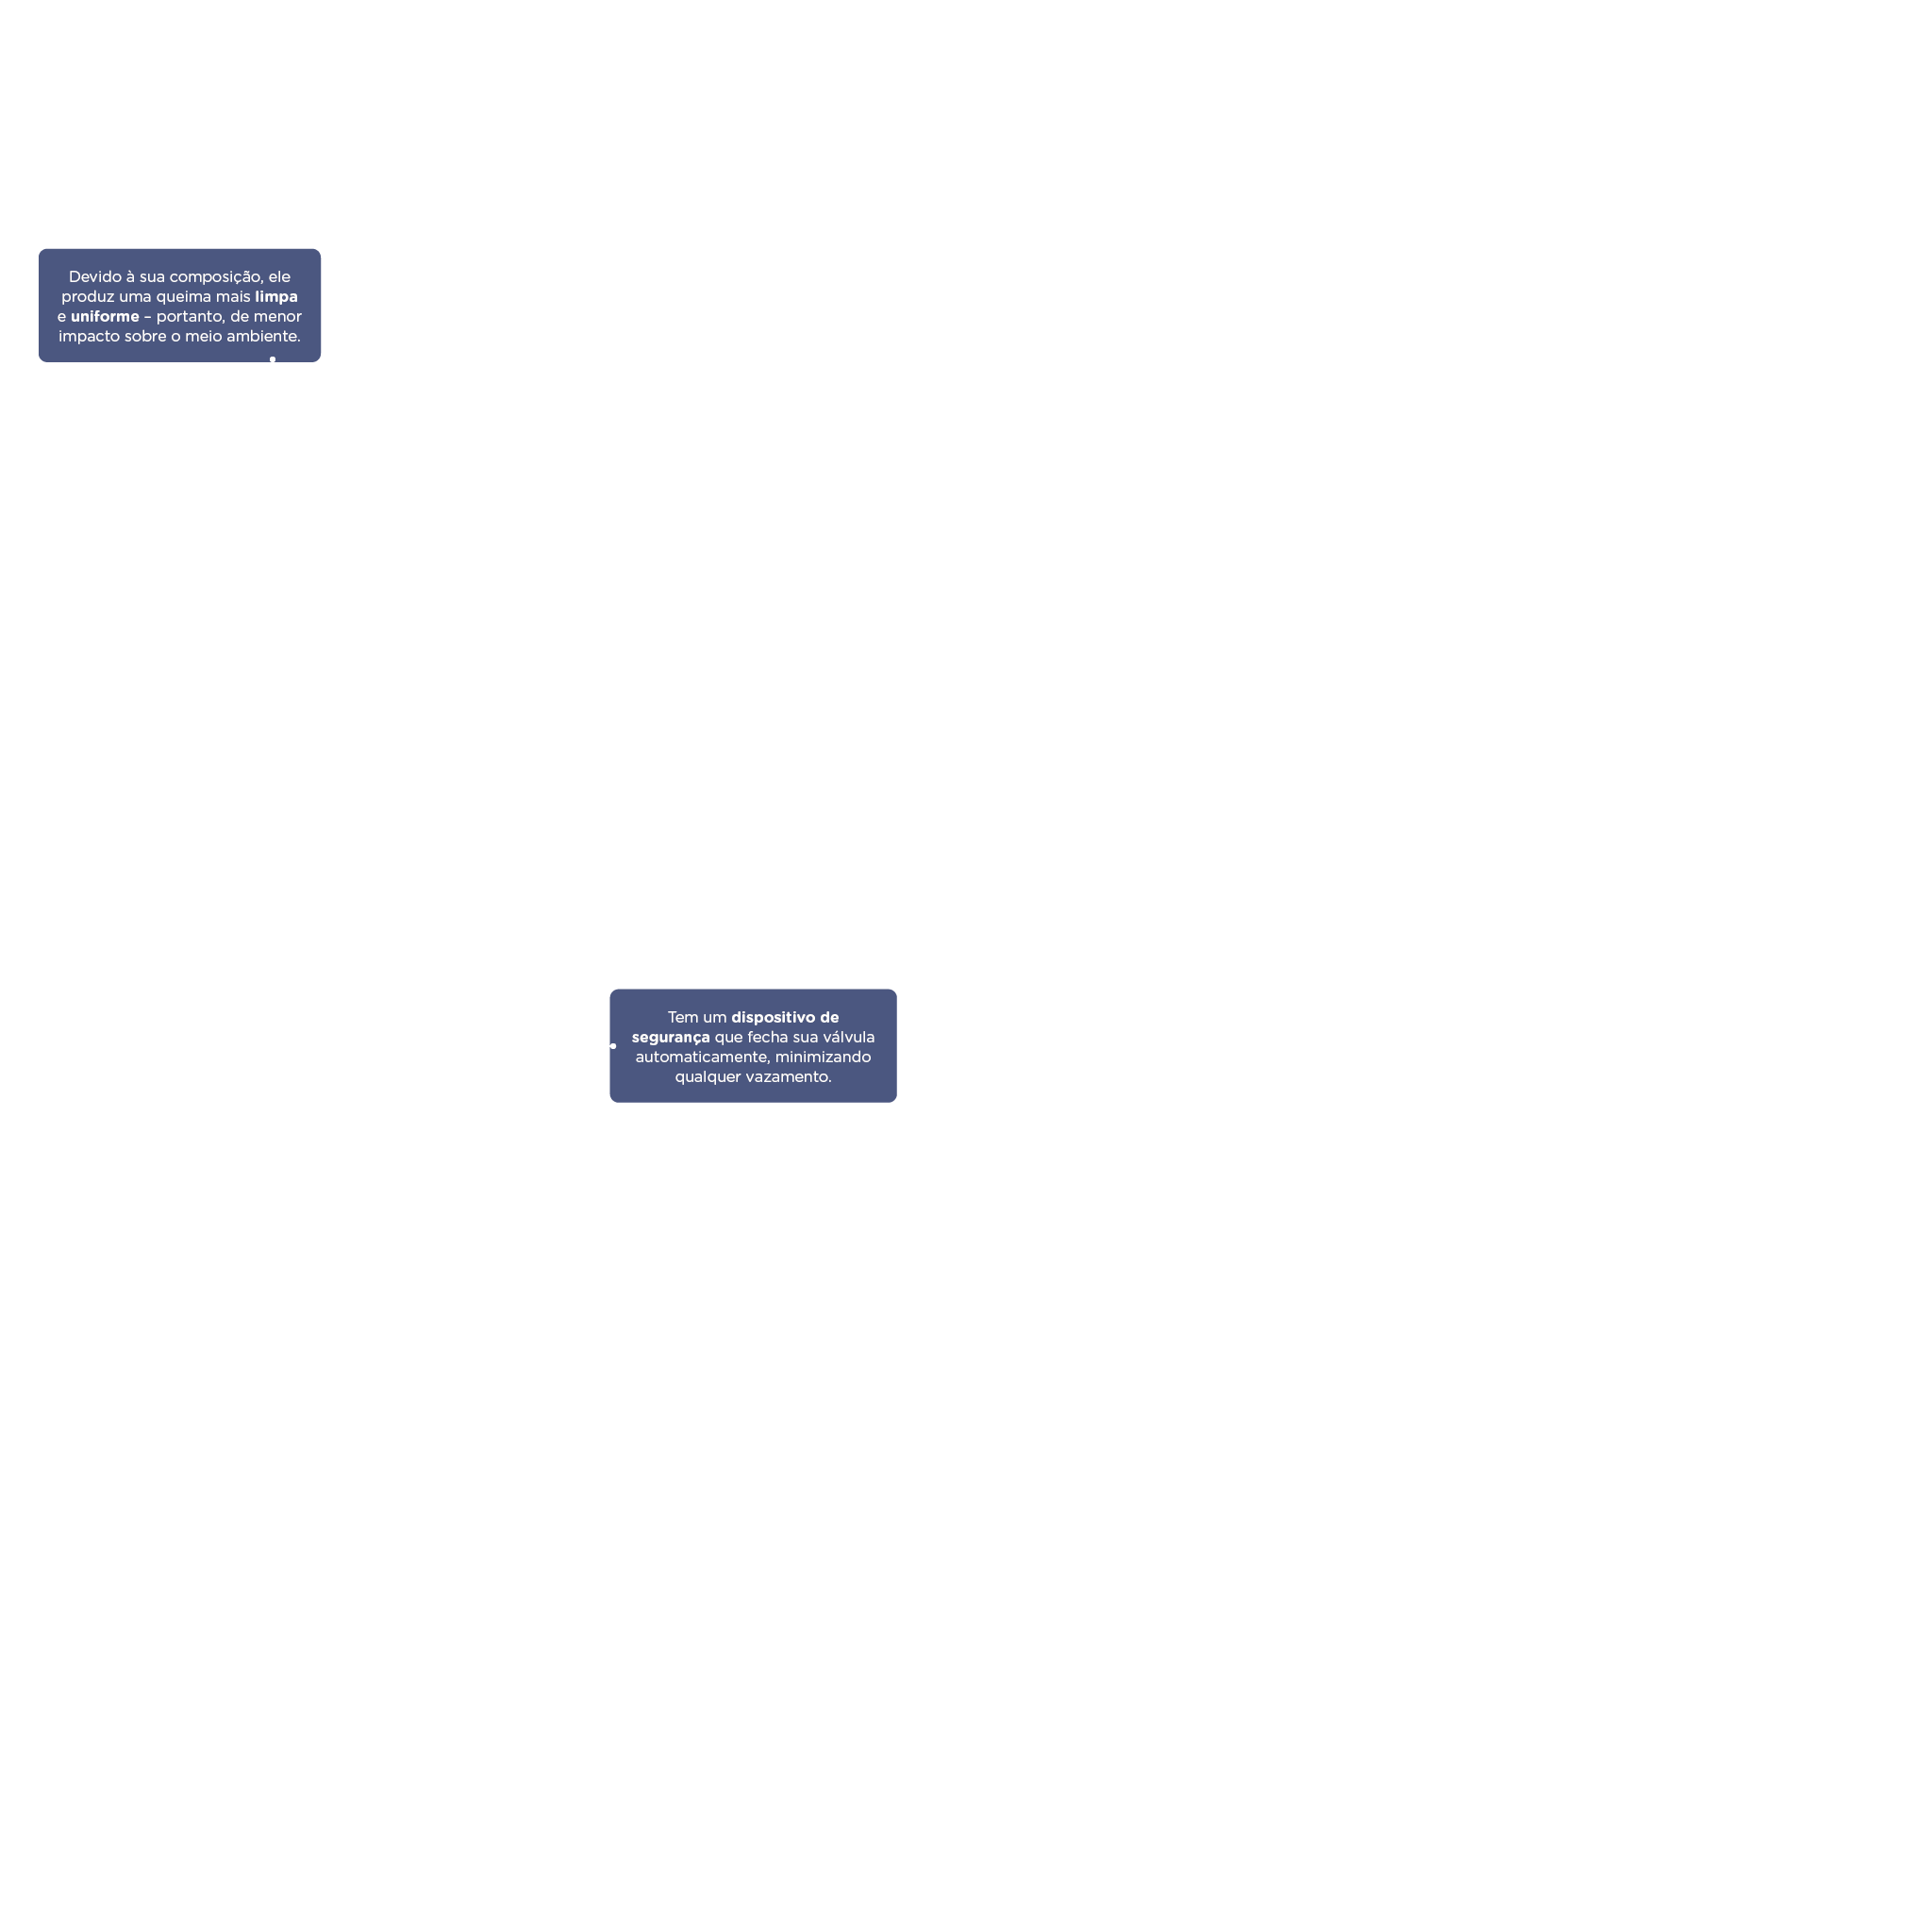 Devido à sua composição, ele
produz uma queima mais limpa
e uniforme – portanto, de menor
impacto sobre o meio ambiente.
Tem um dispositivo de
segurança que fecha sua válvula
automaticamente, minimizando
qualquer vazamento.